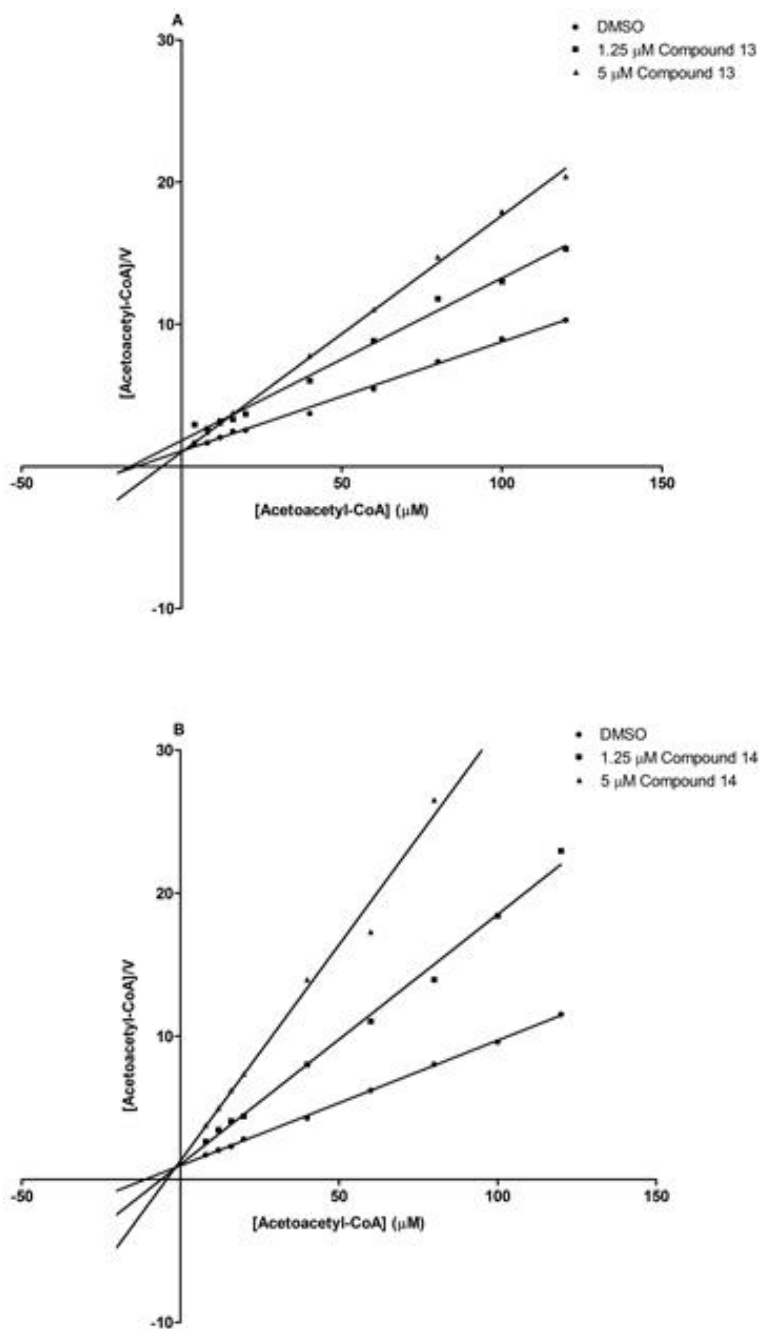 A
DMSO
1.25 μM Compound 13
5 μM Compound 13
30
20
10
-10
[Acetoacetyl-CoA]/V
-50
50
100
150
[Acetoacetyl-CoA] (μM)
B
DMSO
1.25 μM Compound 14
5 μM Compound 14
30
20
10
-10
[Acetoacetyl-CoA]/V
-50
50
100
150
[Acetoacetyl-CoA] (μM)